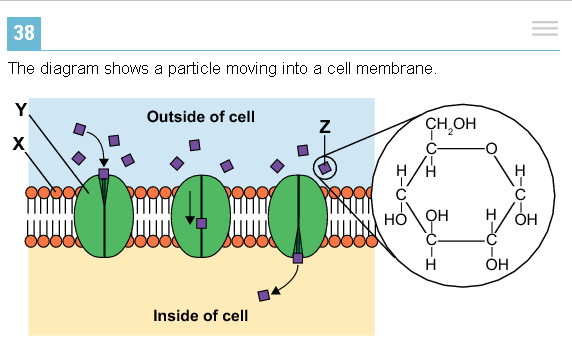 38
The diagram shows a particle moving into a cell membrane.
Y
Outside of cell
Z
X
CH2OH
C
O
H
H
H
C
C
HO
OH
H
OH
C
C
H
OH
Inside of cell